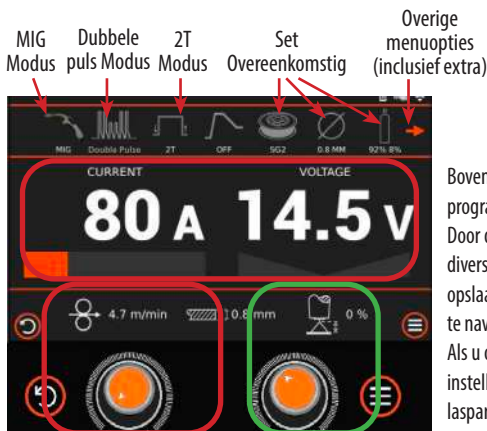 Overige
menuopties
(inclusief extra)
MIG
Modus
Dubbele
puls Modus
2T
Modus
Set
Overeenkomstig
MIG Double Pulse 2T OFF SG2 0.8 MM 92% 8%
CURRENT VOLTAGE
80 A 14.5 V
4.7 m/min 0.8 mm 0 %
Boven
program
Door
divers
opslaa
te nav
Als u
instell
laspar